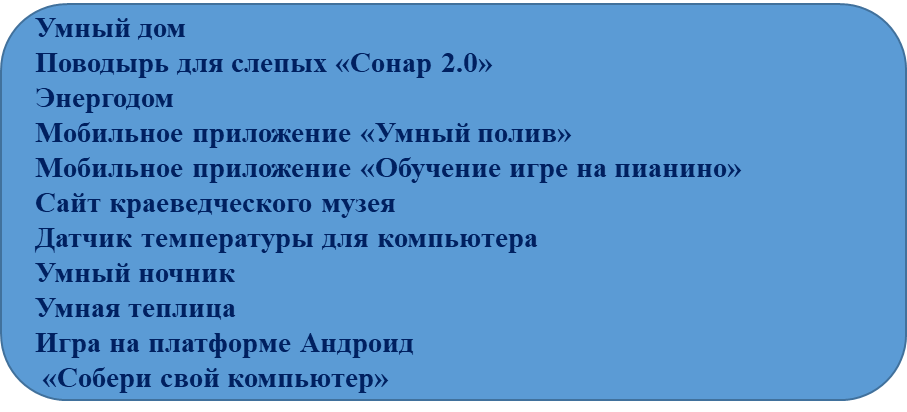 Умный дом
Поводырь для слепых «Сонар 2.0»
Энергодом
Мобильное приложение «Умный полив»
Мобильное приложение «Обучение игре на пианино»
Сайт краеведческого музея
Датчик температуры для компьютера
Умный ночник
Умная теплица
Игра на платформе Андроид
«Собери свой компьютер»